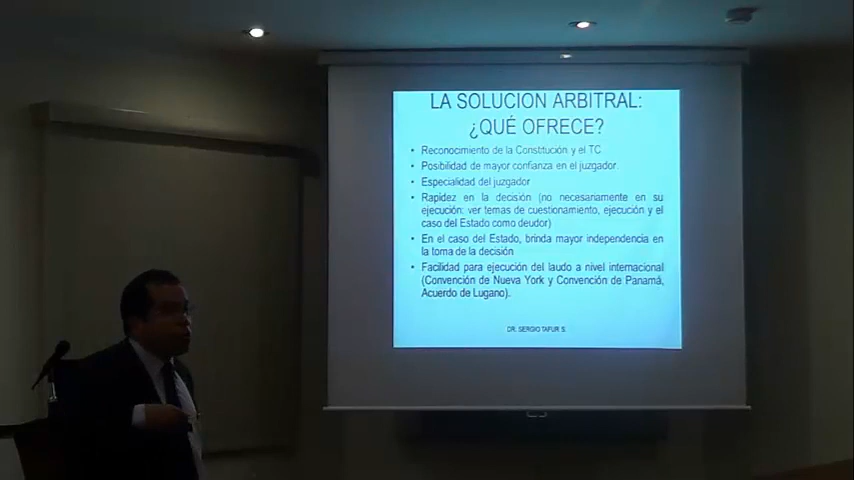 LA SOLUCION ARBITRAL:
¿QUÉ OFRECE?
• Reconocimiento de la Constitución y el TC
• Posibilidad de mayor confianza en el juzgador.
• Especialidad del juzgador
• Rapidez en la decisión (no necesariamente en su
ejecución: ver temas de cuestionamiento, ejecución y el
caso del Estado como deudor)
• En el caso del Estado, brinda mayor independencia en
la toma de la decisión
• Facilidad para ejecución del laudo a nivel internacional
(Convención de Nueva York y Convención de Panamá,
Acuerdo de Lugano).
DR. SERGIO TAFUR S.